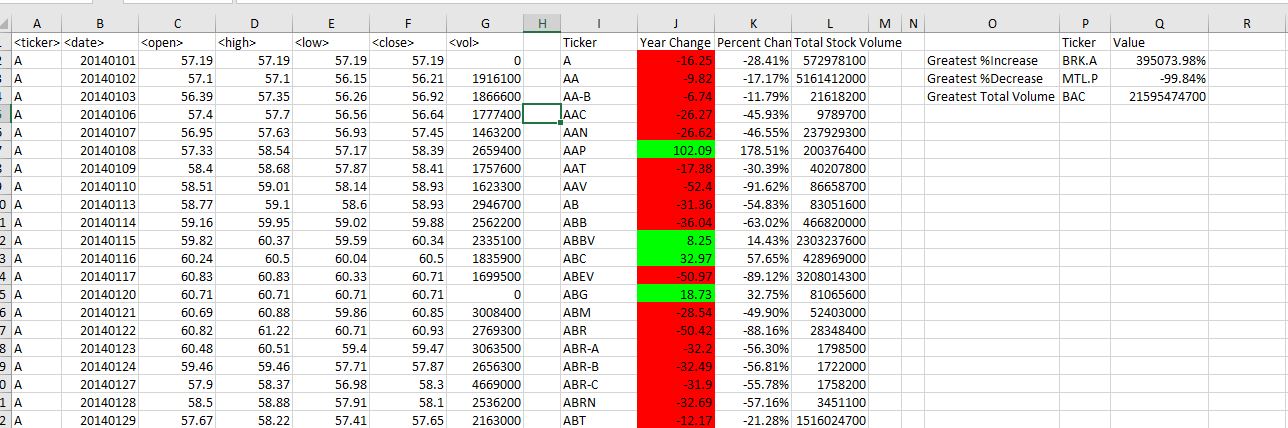 A B C D E F G H I J K L M N O P Q R
<ticker> <date> <open> <high> <low> <close> <vol> Ticker Year Change Percent Chan Total Stock Volume Ticker Value
A 20140101 57.19 57.19 57.19 57.19 0 A -16.25 -28.41% 572978100 Greatest %Increase BRK.A 395073.98%
A 20140102 57.1 57.1 56.15 56.21 1916100 AA -9.82 -17.17% 5161412000 Greatest %Decrease MTL.P -99.84%
A 20140103 56.39 57.35 56.26 56.92 1866600 AA-B -6.74 -11.79% 21618200 Greatest Total Volume BAC 21595474700
A 20140106 57.4 57.7 56.56 56.64 1777400 AAC -26.27 -45.93% 9789700
A 20140107 56.95 57.63 56.93 57.45 1463200 AAN -26.62 -46.55% 237929300
A 20140108 57.33 58.54 57.17 58.39 2659400 AAP 102.09 178.51% 200376400
A 20140109 58.4 58.68 57.87 58.41 1757600 AAT -17.38 -30.39% 40207800
A 20140110 58.51 59.01 58.14 58.93 1623300 AAV -52.4 -91.62% 86658700
A 20140113 58.77 59.1 58.6 58.93 2946700 AB -31.36 -54.83% 83051600
A 20140114 59.16 59.95 59.02 59.88 2562200 ABB -36.04 -63.02% 466820000
A 20140115 59.82 60.37 59.59 60.34 2335100 ABBV 8.25 14.43% 2303237600
A 20140116 60.24 60.5 60.04 60.5 1835900 ABC 32.97 57.65% 428969000
A 20140117 60.83 60.83 60.33 60.71 1699500 ABEV -50.97 -89.12% 3208014300
A 20140120 60.71 60.71 60.71 60.71 0 ABG 18.73 32.75% 81065600
A 20140121 60.69 60.88 59.86 60.53 3008400 ABM -28.54 -49.90% 52403000
A 20140122 60.82 61.22 60.71 60.93 2769300 ABR -50.42 -88.16% 28348400
A 20140123 60.48 60.51 59.4 59.47 3063500 ABR-A -32.2 -56.30% 1798500
A 20140124 59.46 59.46 57.71 57.87 2656300 ABR-B -32.49 -56.81% 1722000
A 20140127 57.9 58.37 56.98 58.3 4669000 ABR-C -31.9 -55.78% 1758200
A 20140128 58.5 58.88 57.91 58.1 2536200 ABRN -32.69 -57.16% 3451100
A 20140129 57.67 58.22 57.41 57.65 2163000 ABT -12.17 -21.28% 1516024700